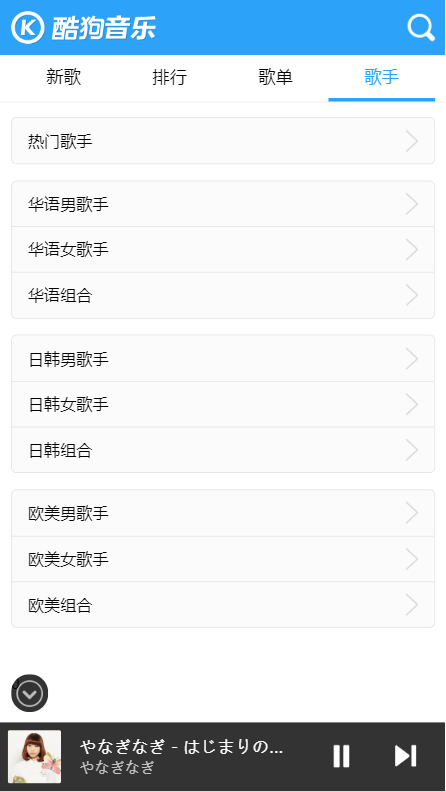 酷狗音乐
新歌
排行
歌单
歌手
热门歌手
华语男歌手
华语女歌手
华语组合
日韩男歌手
日韩女歌手
日韩组合
欧美男歌手
欧美女歌手
欧美组合
やなぎなぎ - はじまりの...
やなぎなぎ